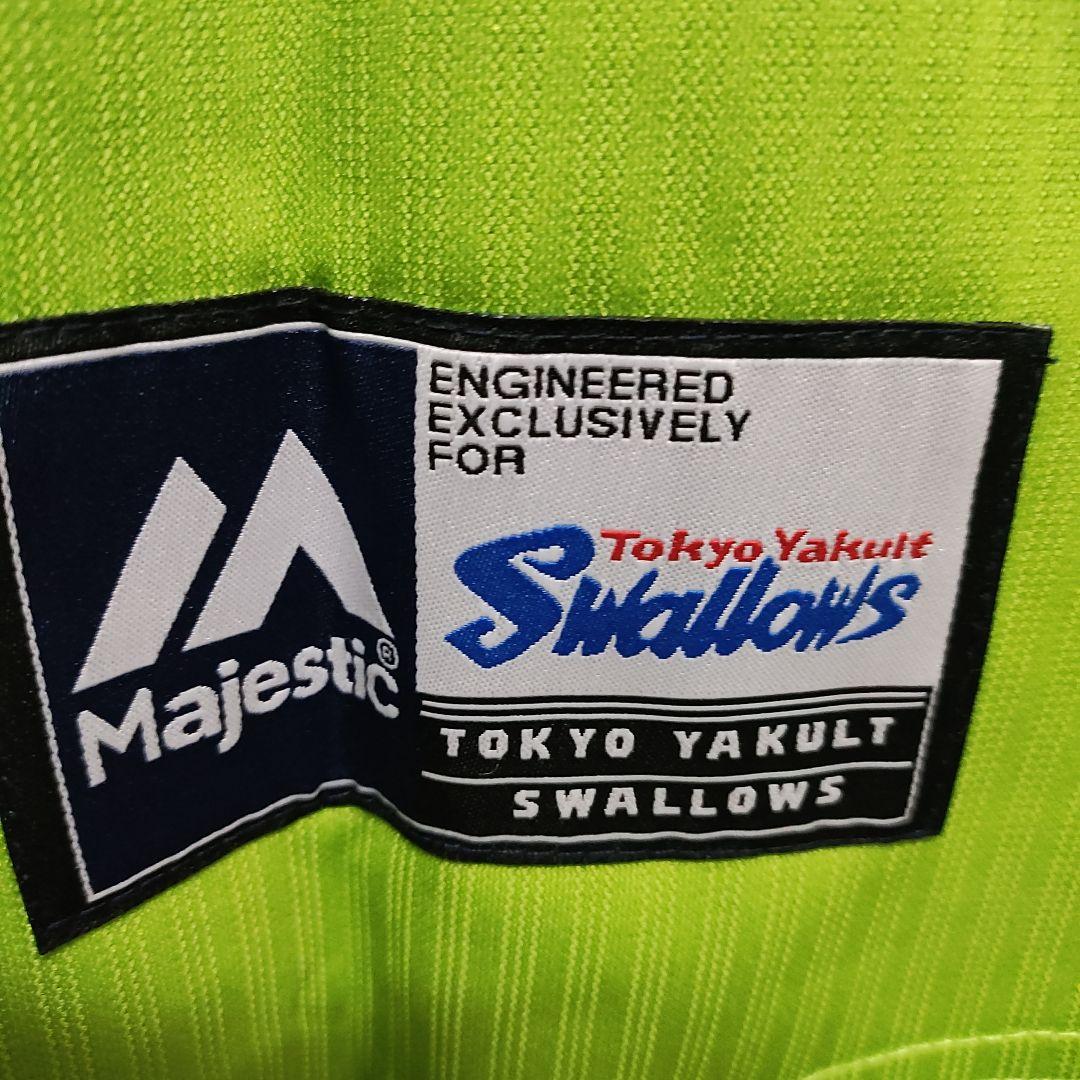 Majestic®
ENGINEERED
EXCLUSIVELY
FOR
Tokyo Yakult
Swallows
TOKYO YAKULT
SWALLOWS